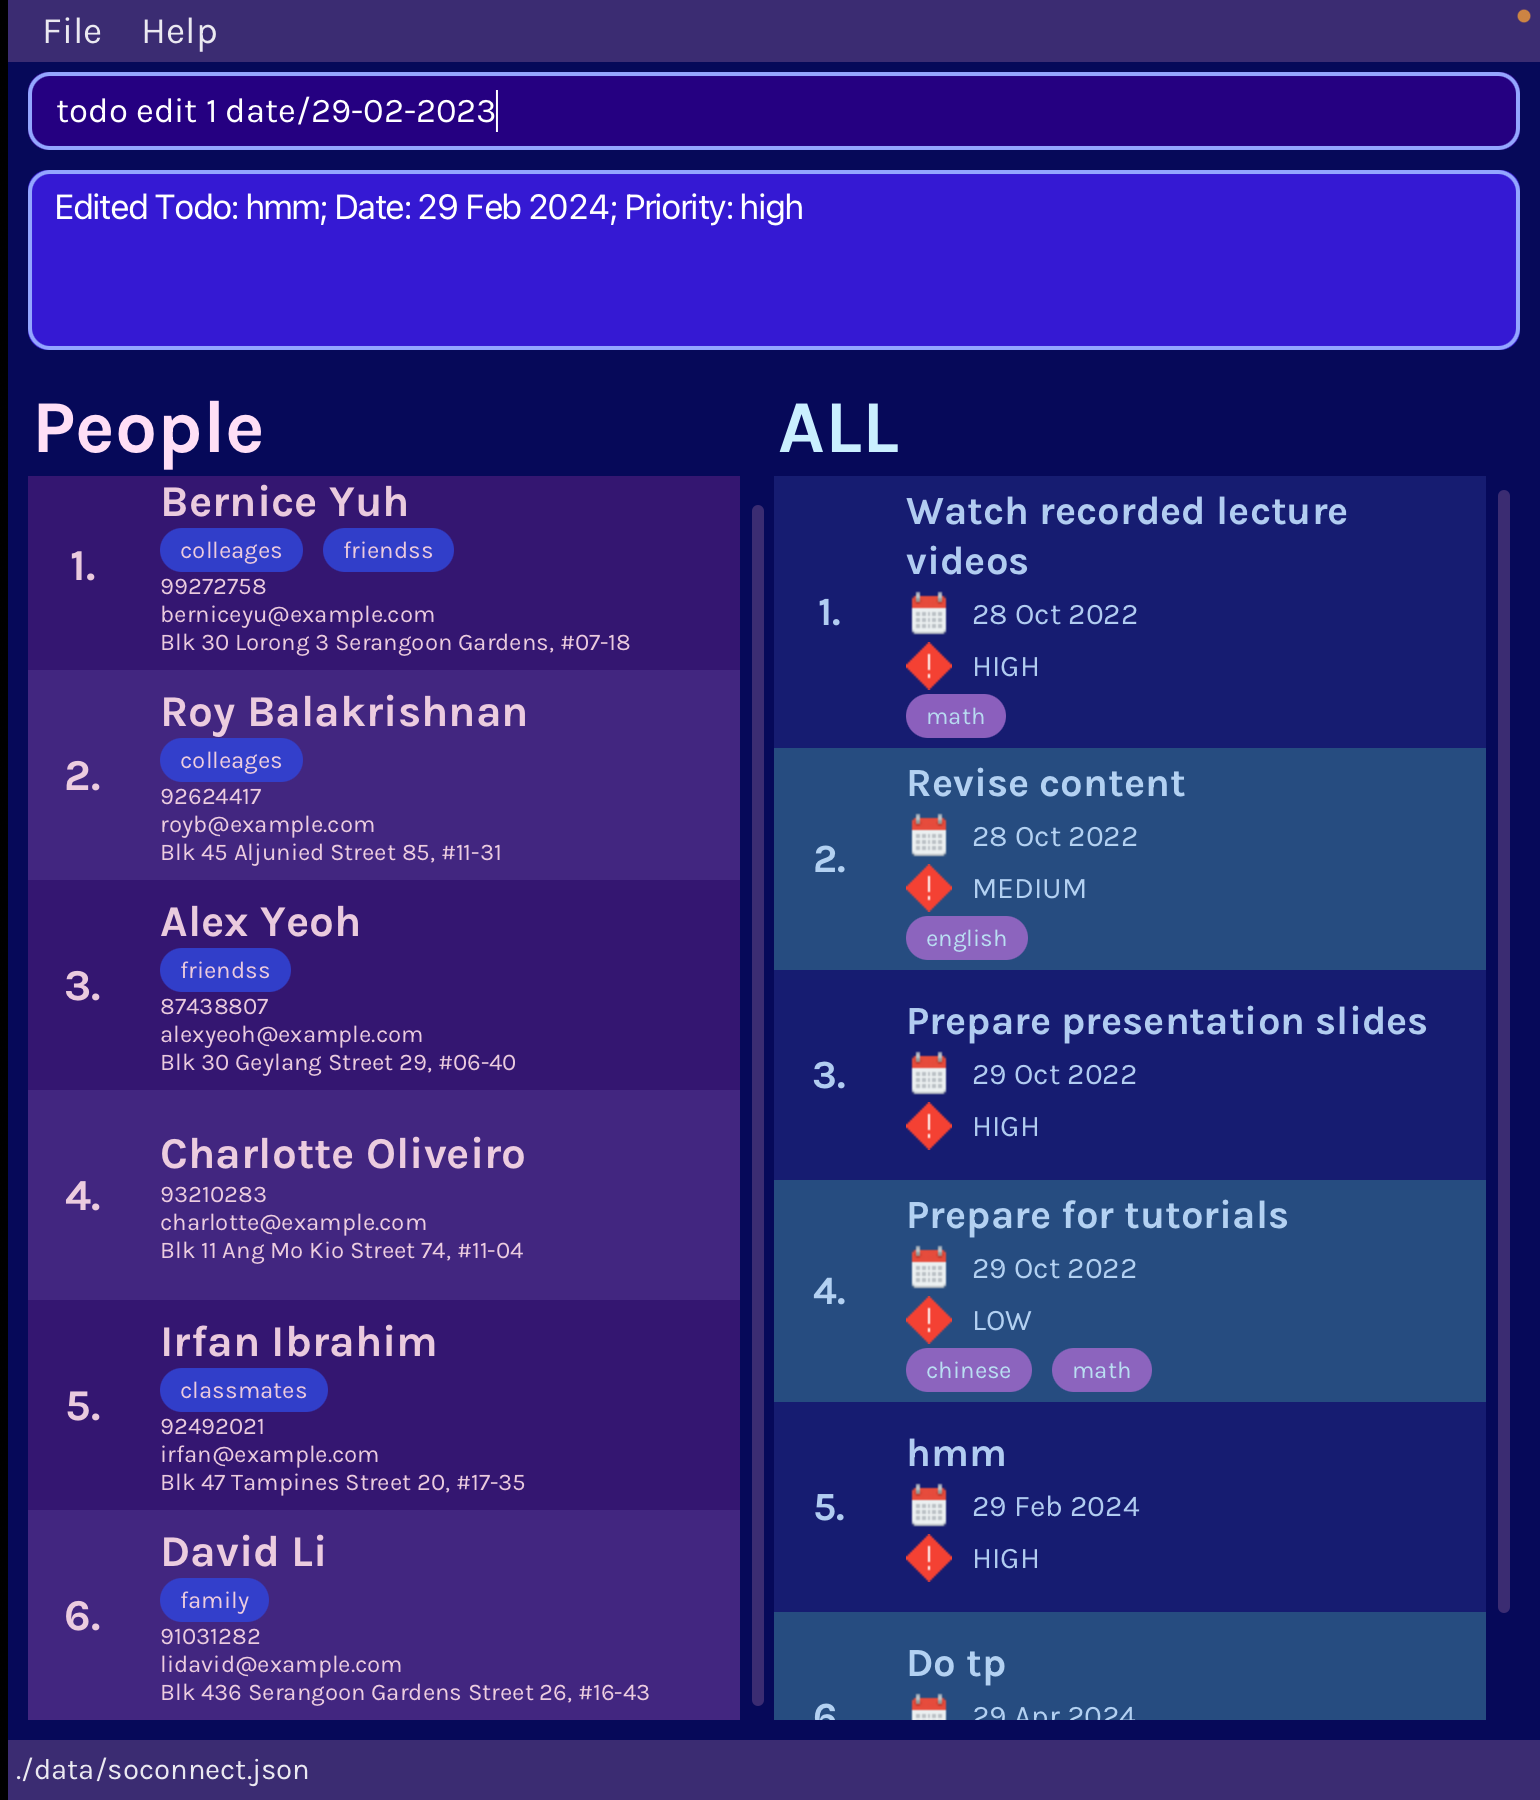 File Help
todo edit 1 date/29-02-2023
Edited Todo: hmm; Date: 29 Feb 2024; Priority: high
People
1.
Bernice Yuh
colleages friendss
99272758
berniceyu@example.com
Blk 30 Lorong 3 Serangoon Gardens, #07-18
2.
Roy Balakrishnan
colleages
92624417
royb@example.com
Blk 45 Aljunied Street 85, #11-31
3.
Alex Yeoh
friendss
87438807
alexyeoh@example.com
Blk 30 Geylang Street 29, #06-40
4.
Charlotte Oliveiro
93210283
charlotte@example.com
Blk 11 Ang Mo Kio Street 74, #11-04
5.
Irfan Ibrahim
classmates
92492021
irfan@example.com
Blk 47 Tampines Street 20, #17-35
6.
David Li
family
91031282
lidavid@example.com
Blk 436 Serangoon Gardens Street 26, #16-43
ALL
1.
Watch recorded lecture
videos
28 Oct 2022
HIGH
math
2.
Revise content
28 Oct 2022
MEDIUM
english
3.
Prepare presentation slides
29 Oct 2022
HIGH
4.
Prepare for tutorials
29 Oct 2022
LOW
chinese math
5.
hmm
29 Feb 2024
HIGH
6.
Do tp
29 Apr 2024
./data/soconnect.json